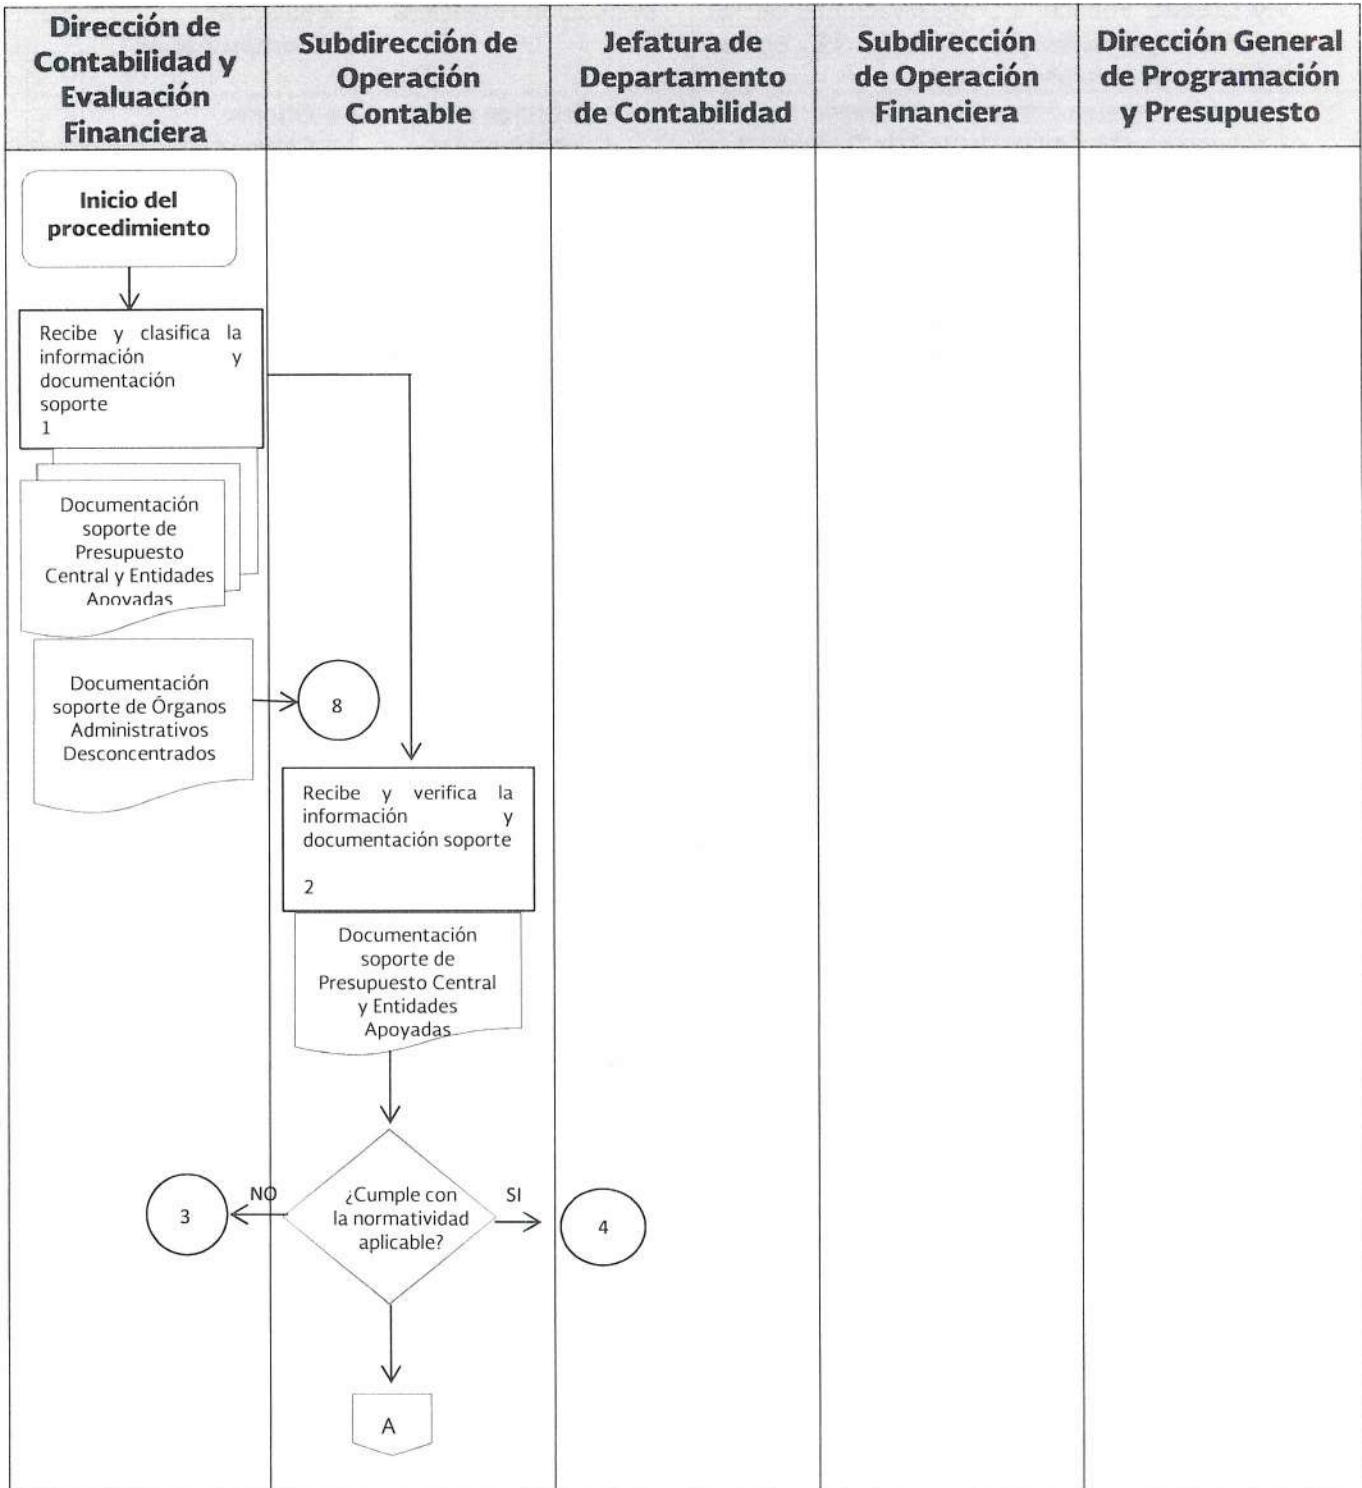 Dirección de
Contabilidad y
Evaluación
Financiera
Subdirección de
Operación
Contable
Jefatura de
Departamento
de Contabilidad
Subdirección
de Operación
Financiera
Dirección General
de Programación
y Presupuesto
Inicio del
procedimiento
Recibe y clasifica la
información y
documentación
soporte
1
Documentación
soporte de
Presupuesto
Central y Entidades
Apoyadas
Documentación
soporte de Órganos
Administrativos
Desconcentrados
8
Recibe y verifica la
información y
documentación soporte
2
Documentación
soporte de
Presupuesto Central
y Entidades
Apoyadas
3
NO
¿Cumple con
la normatividad
aplicable?
SI
4
A